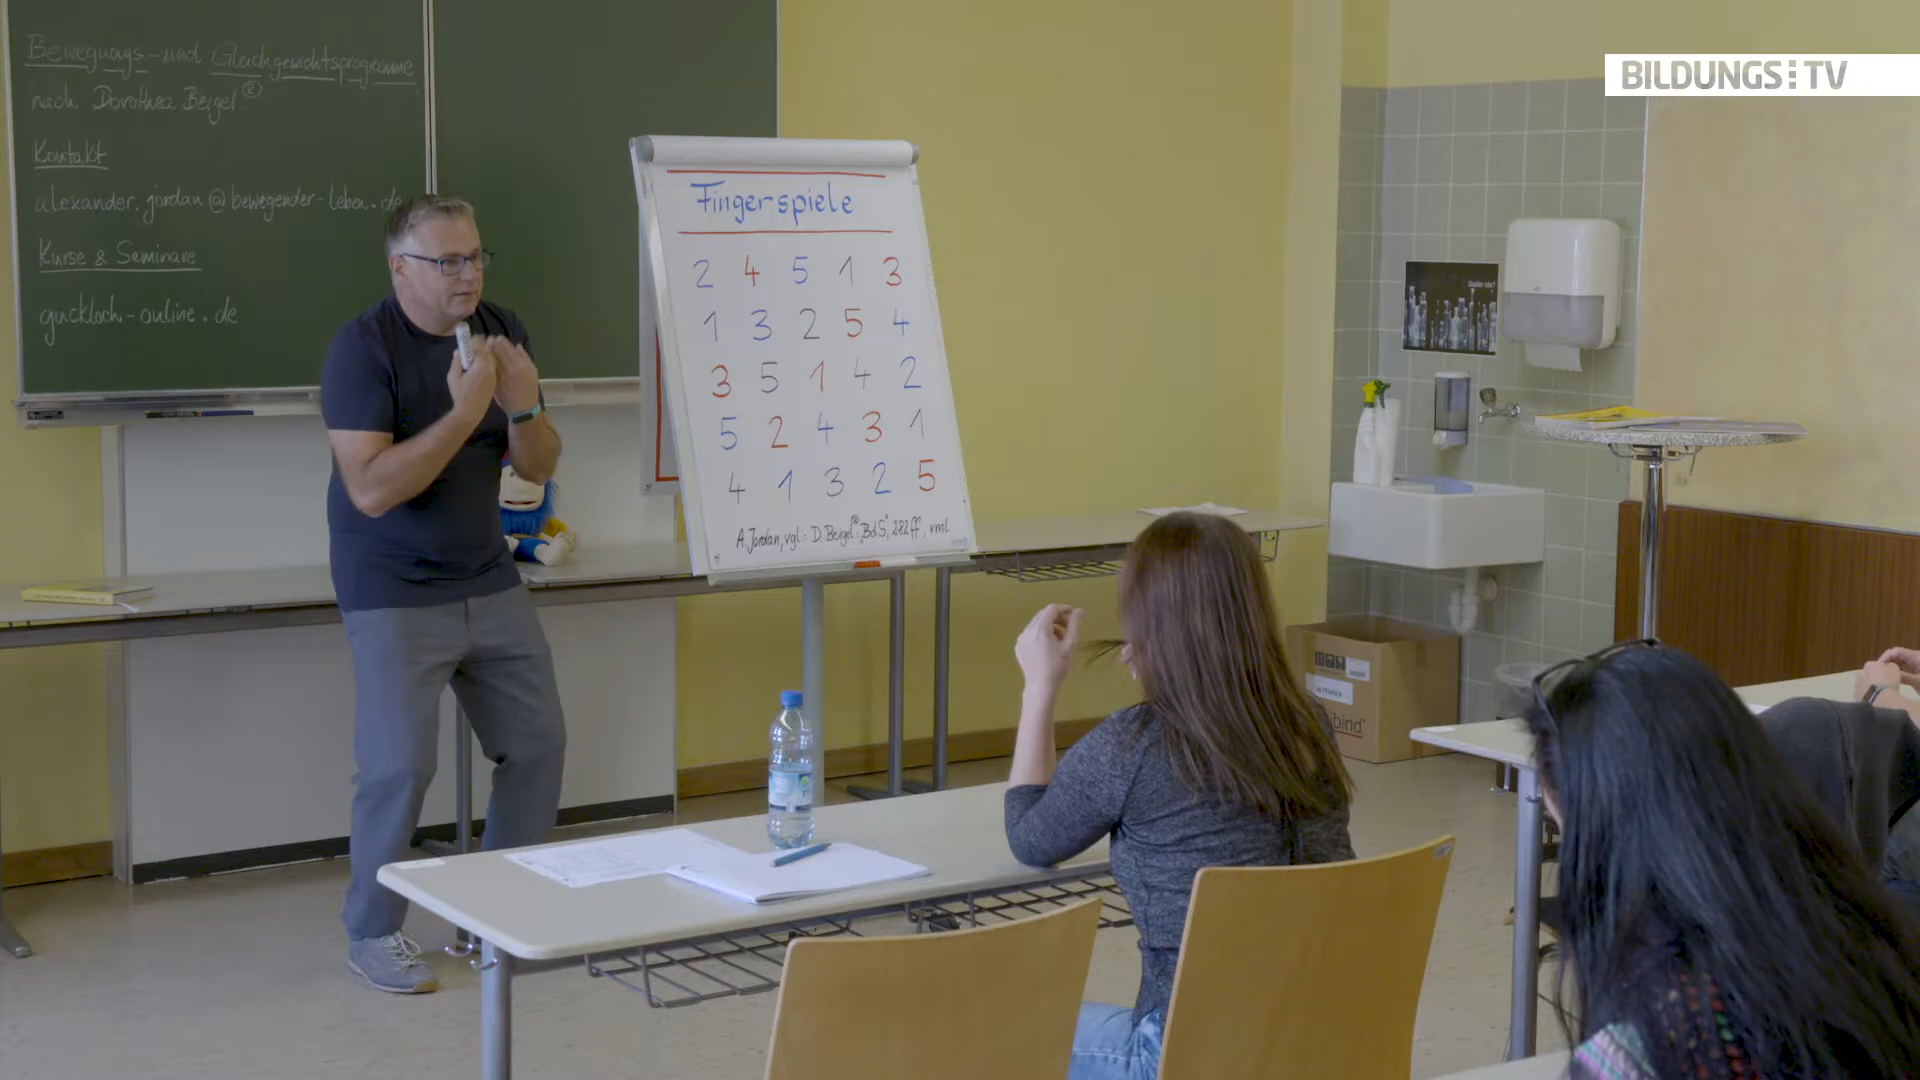 Bewegungs- und Gleichgewichtsprogramme
nach Dorothea Beigel®
Kontakt
alexander.jordan@bewegender-leben.de
Kurse & Seminare
guckloch-online.de
Fingerspiele
2 4 5 1 3
1 3 2 5 4
3 5 1 4 2
5 2 4 3 1
4 1 3 2 5
A. Jordan, vgl.: D. Beigel®: BdS, 282ff, vml
BILDUNGS TV